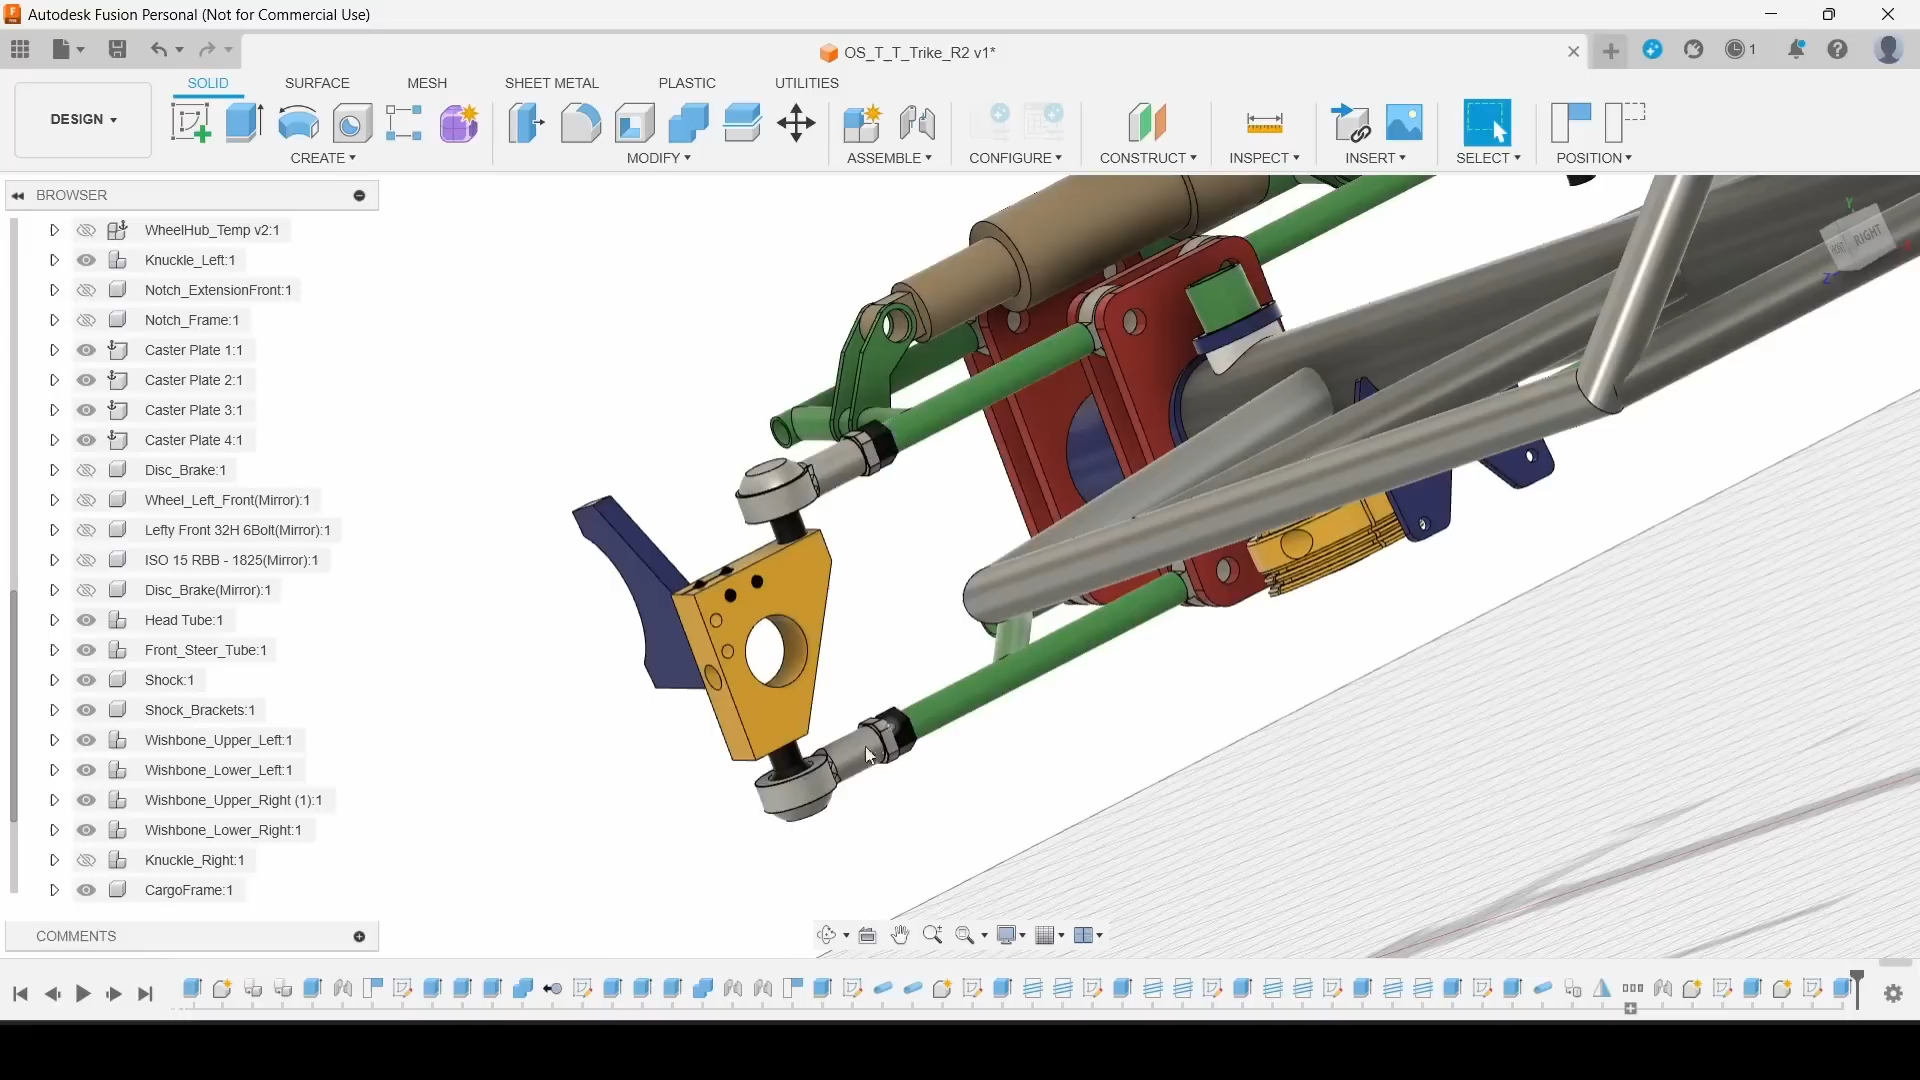 Autodesk Fusion Personal (Not for Commercial Use)
OS_T_T_Trike_R2 v1*
1
SOLID
SURFACE
MESH
SHEET METAL
PLASTIC
UTILITIES
DESIGN
CREATE
MODIFY
ASSEMBLE
CONFIGURE
CONSTRUCT
INSPECT
INSERT
SELECT
POSITION
BROWSER
WheelHub_Temp v2:1
Knuckle_Left:1
Notch_ExtensionFront:1
Notch_Frame:1
Caster Plate 1:1
Caster Plate 2:1
Caster Plate 3:1
Caster Plate 4:1
Disc_Brake:1
Wheel_Left_Front(Mirror):1
Lefty Front 32H 6Bolt(Mirror):1
ISO 15 RBB - 1825(Mirror):1
Disc_Brake(Mirror):1
Head Tube:1
Front_Steer_Tube:1
Shock:1
Shock_Brackets:1
Wishbone_Upper_Left:1
Wishbone_Lower_Left:1
Wishbone_Upper_Right (1):1
Wishbone_Lower_Right:1
Knuckle_Right:1
CargoFrame:1
COMMENTS
Y
RIGHT
Z